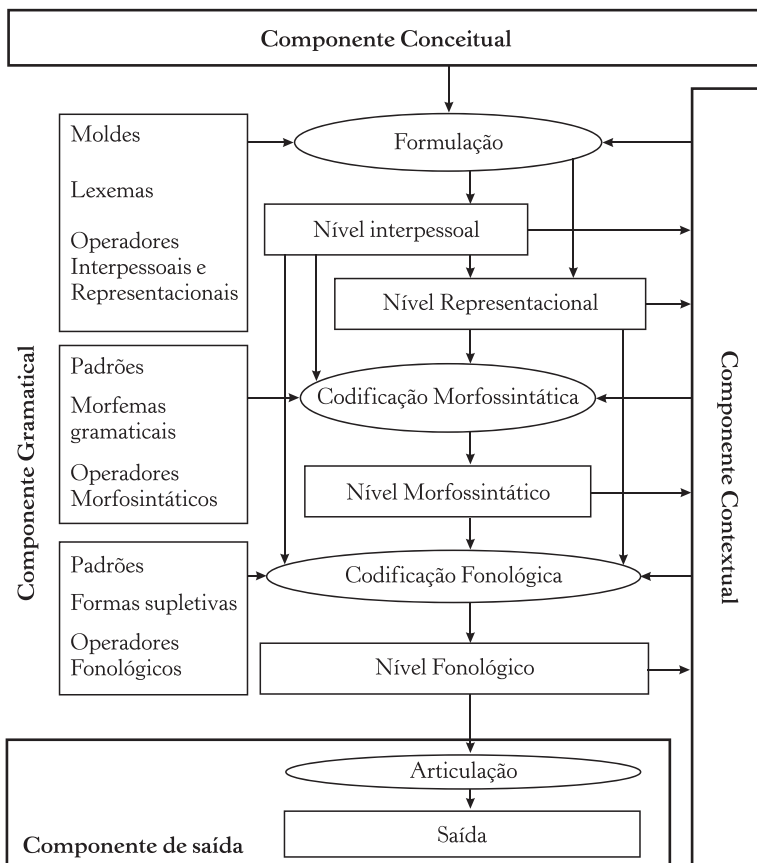 Componente Conceitual
Moldes
Lexemas
Operadores
Interpessoais e
Representacionais
Formulação
Nível interpessoal
Nível Representacional
Componente Gramatical
Padrões
Morfemas
gramaticais
Operadores
Morfosintáticos
Codificação Morfossintática
Nível Morfossintático
Padrões
Formas supletivas
Operadores
Fonológicos
Codificação Fonológica
Nível Fonológico
Componente Contextual
Articulação
Saída
Componente de saída